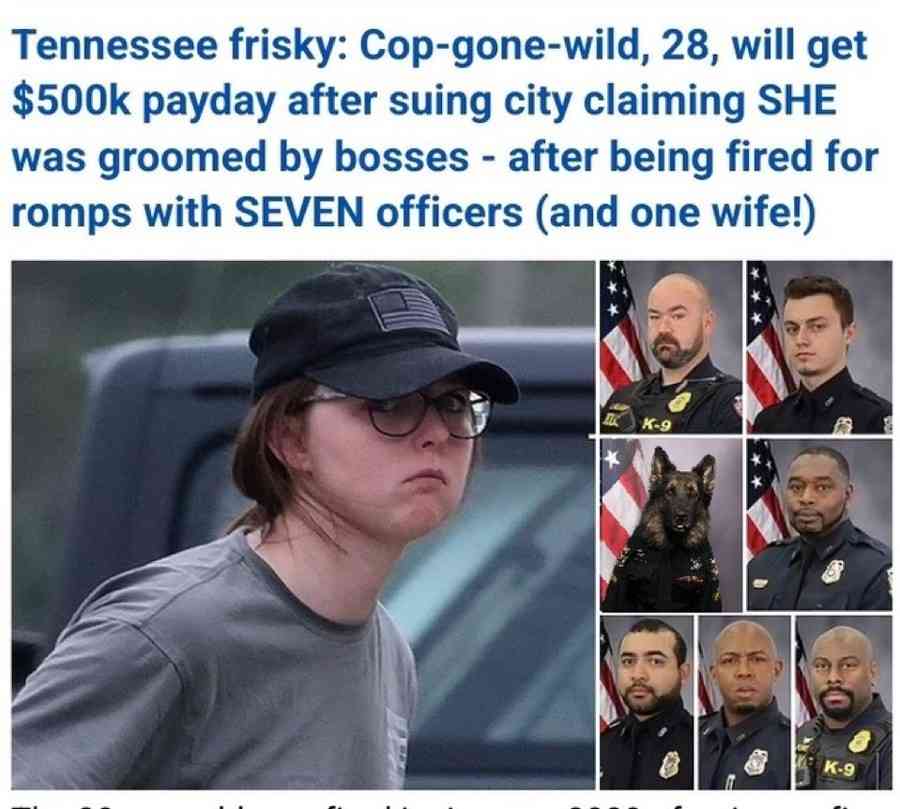 Tennessee frisky: Cop-gone-wild, 28, will get
$500k payday after suing city claiming SHE
was groomed by bosses - after being fired for
romps with SEVEN officers (and one wife!)
K-9
K-9